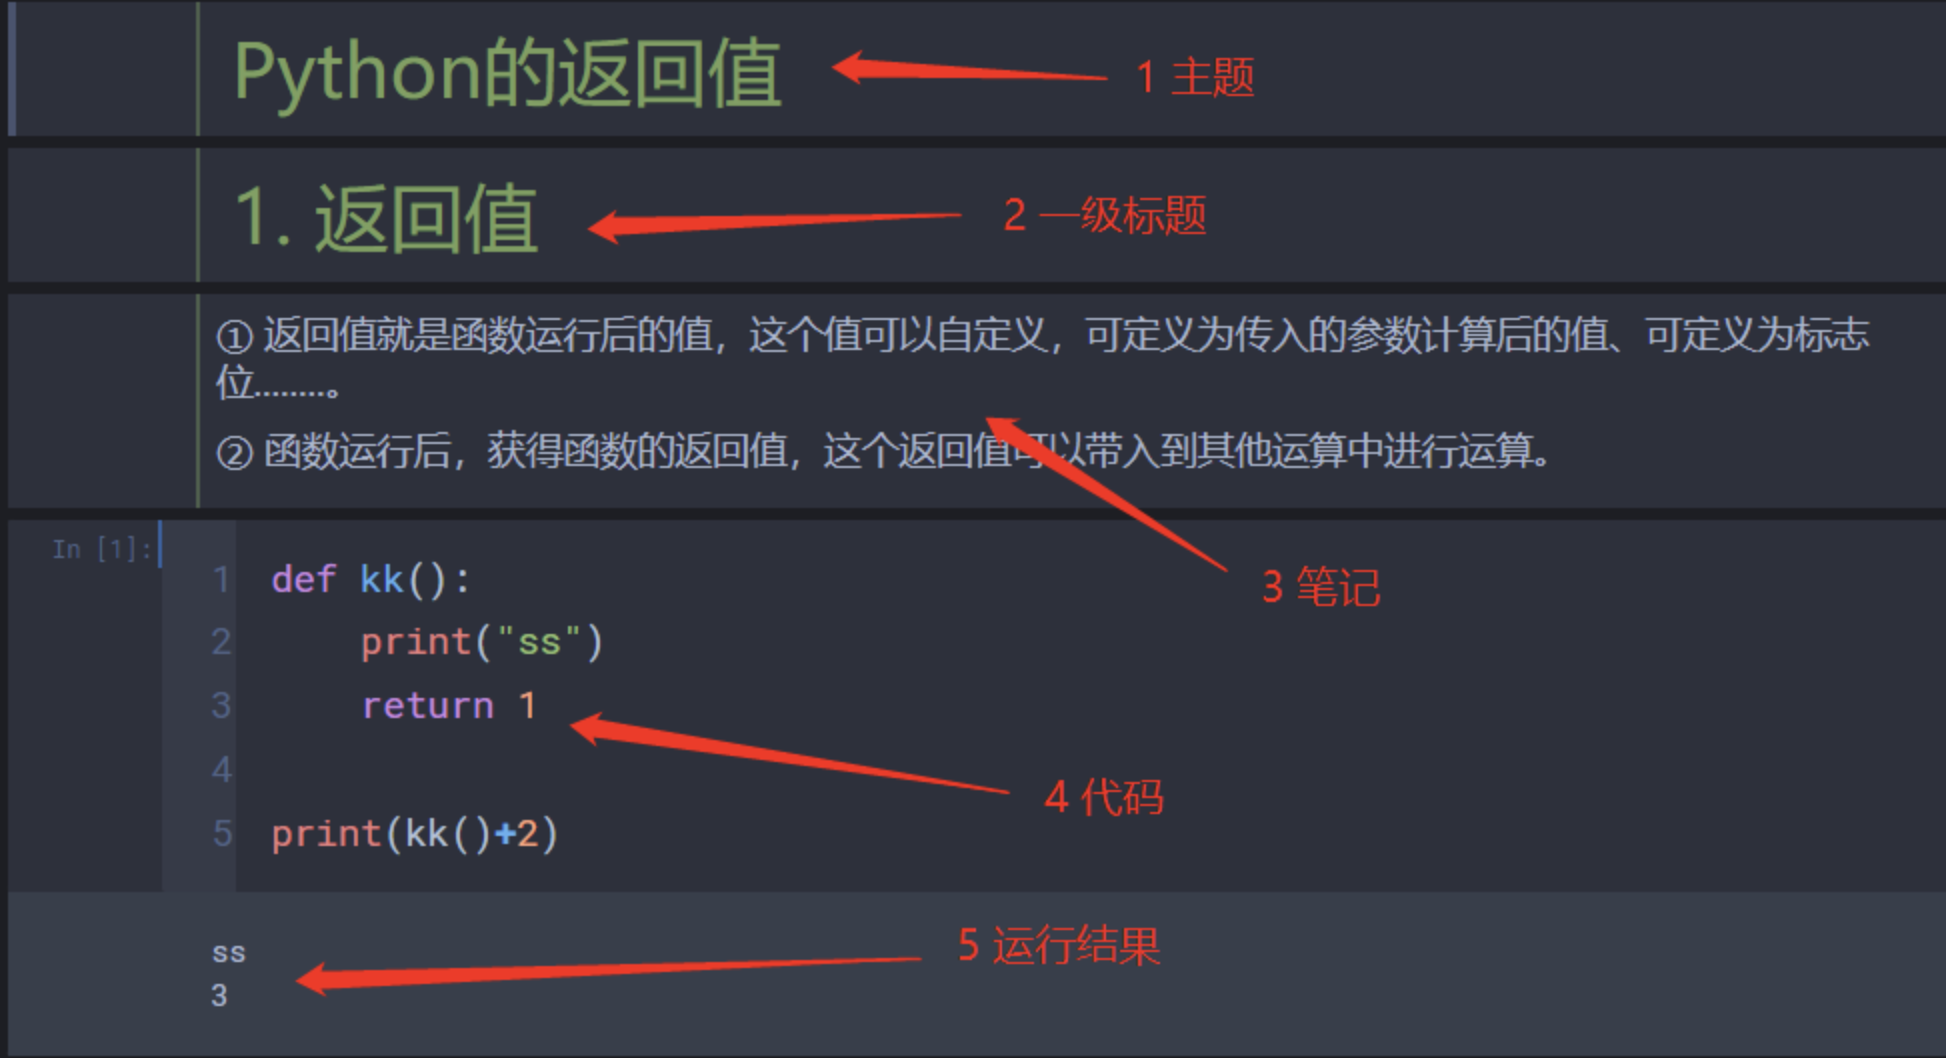 Python的返回值
1 主题
1. 返回值
2 一级标题
① 返回值就是函数运行后的值，这个值可以自定义，可定义为传入的参数计算后的值、可定义为标志
位........。
② 函数运行后，获得函数的返回值，这个返回值可以带入到其他运算中进行运算。
3 笔记
In [1]:
1 def kk():
2     print("ss")
3     return 1
4
5 print(kk()+2)
4 代码
ss
3
5 运行结果